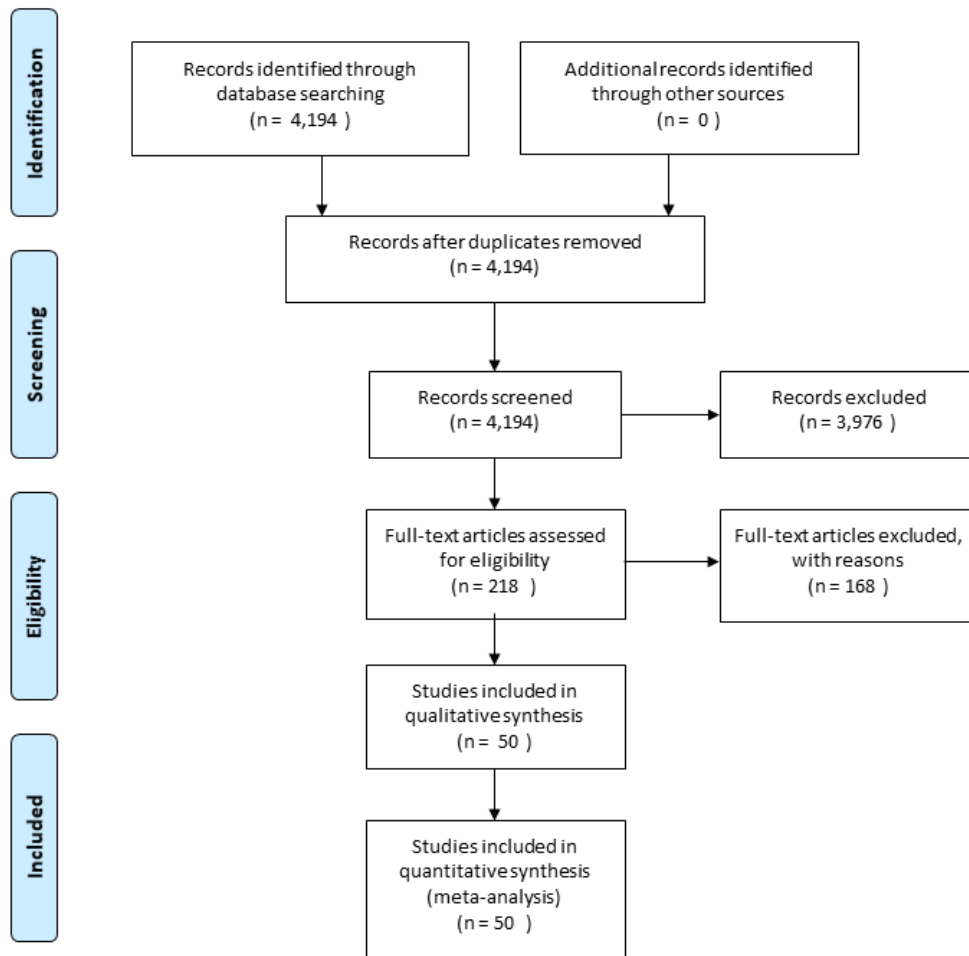 Identification
Records identified through
database searching
(n = 4,194 )
Additional records identified
through other sources
(n = 0 )
Records after duplicates removed
(n = 4,194)
Screening
Records screened
(n = 4,194)
Records excluded
(n = 3,976 )
Eligibility
Full-text articles assessed
for eligibility
(n = 218 )
Full-text articles excluded,
with reasons
(n = 168 )
Studies included in
qualitative synthesis
(n = 50 )
Included
Studies included in
quantitative synthesis
(meta-analysis)
(n = 50 )